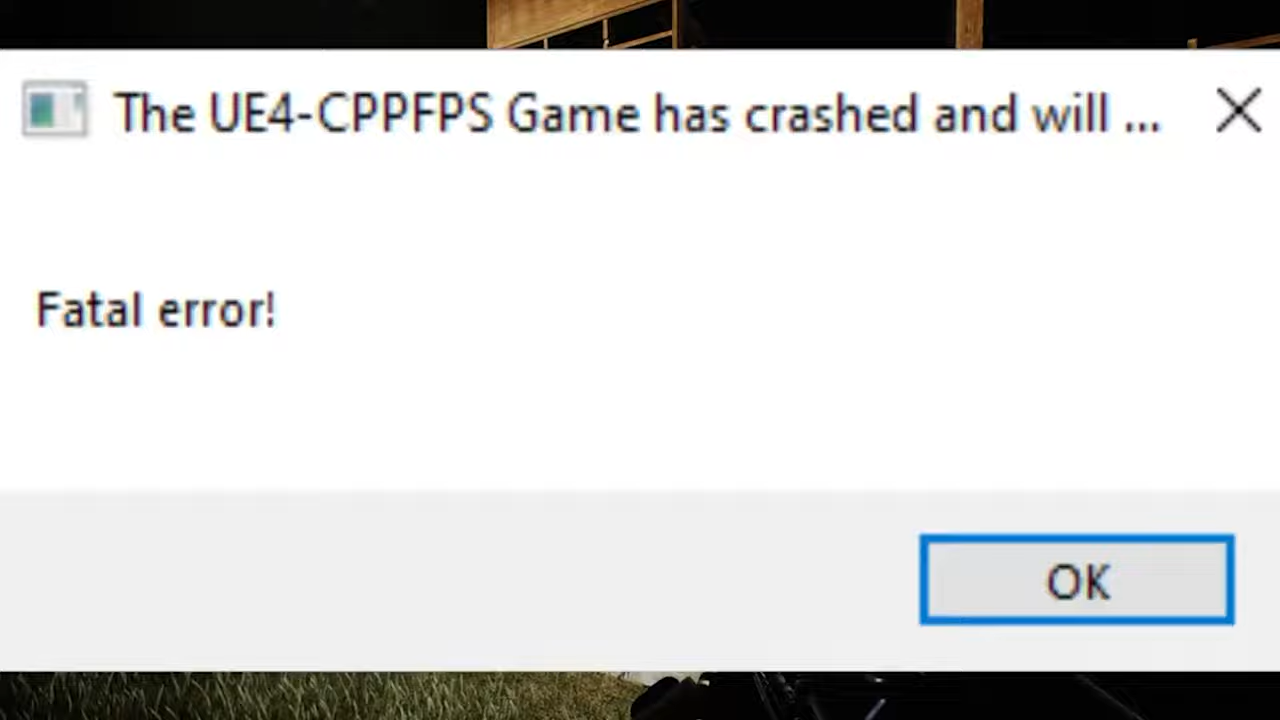 The UE4-CPPFPS Game has crashed and will ...
Fatal error!
OK